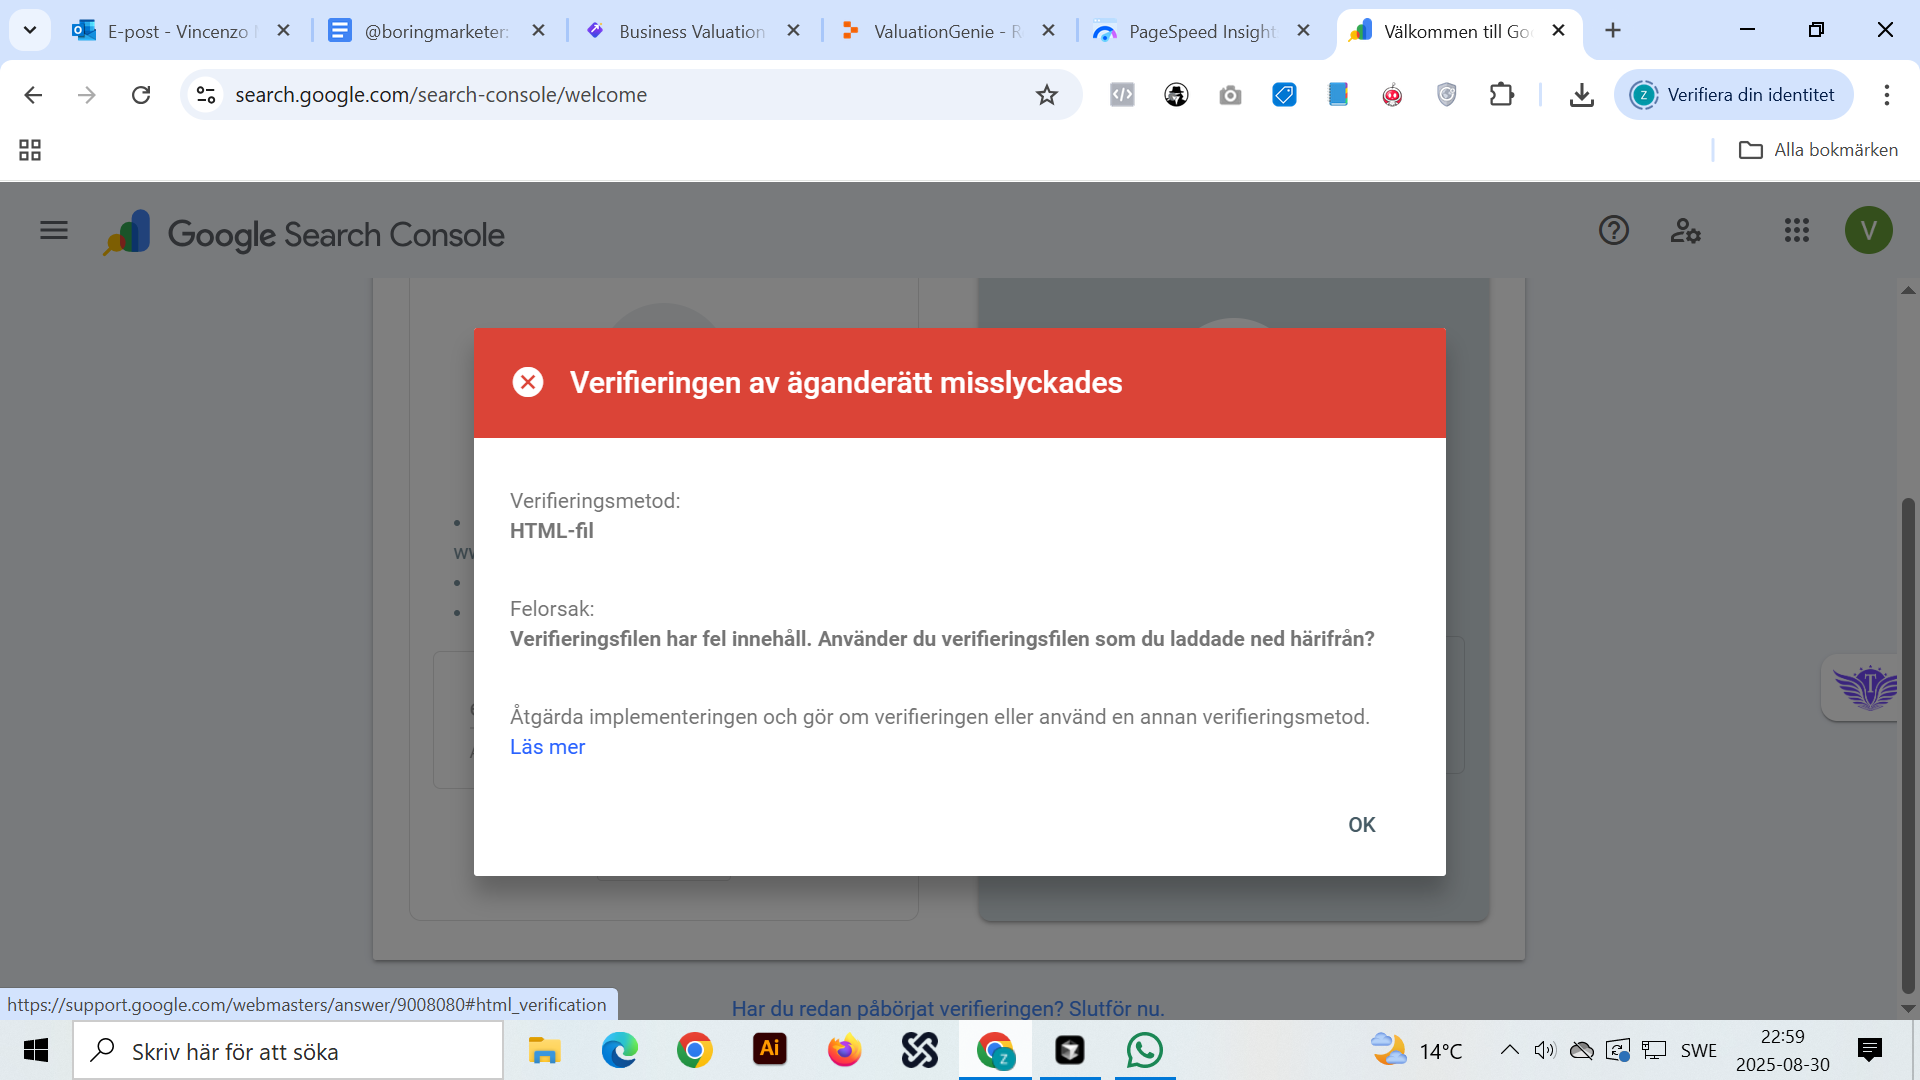 E-post - Vincenzo
@boringmarketer:
Business Valuation
ValuationGenie - R
PageSpeed Insight
Välkommen till Goo
search.google.com/search-console/welcome
Verifiera din identitet
Alla bokmärken
Google Search Console
V
Verifieringen av äganderätt misslyckades
Verifieringsmetod:
HTML-fil
Felorsak:
Verifieringsfilen har fel innehåll. Använder du verifieringsfilen som du laddade ned härifrån?
Åtgärda implementeringen och gör om verifieringen eller använd en annan verifieringsmetod.
Läs mer
OK
https://support.google.com/webmasters/answer/9008080#html_verification
Har du redan påbörjat verifieringen? Slutför nu.
Skriv här för att söka
Ai
Z
14°C
SWE
22:59
2025-08-30